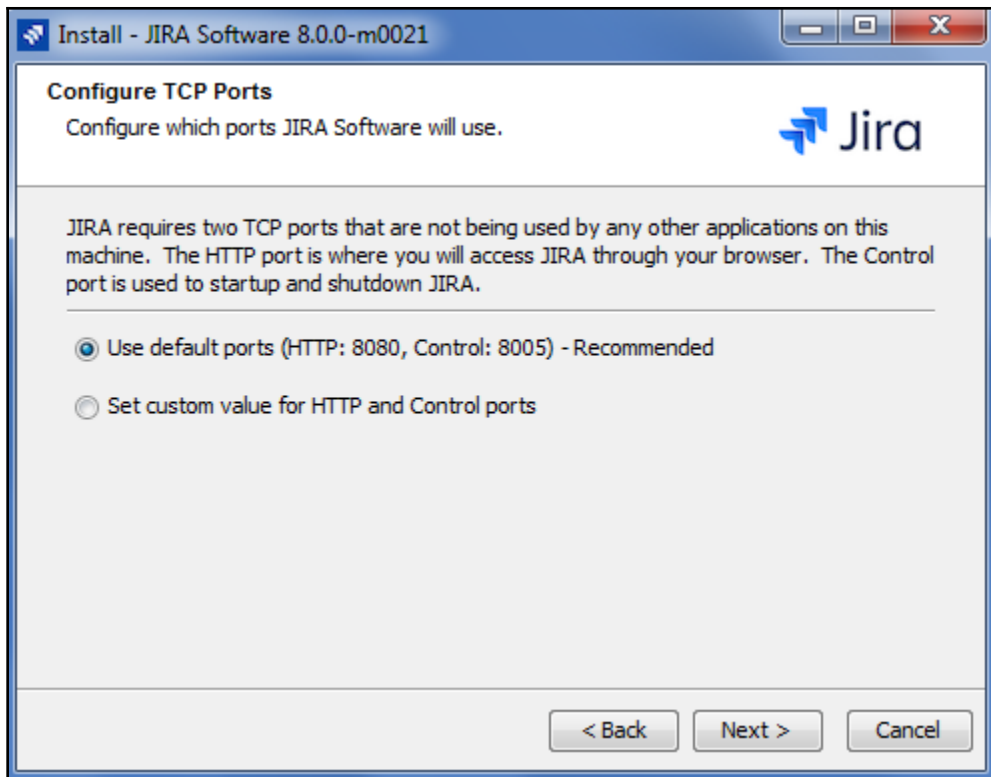 Install - JIRA Software 8.0.0-m0021
Configure TCP Ports
Configure which ports JIRA Software will use.
Jira
JIRA requires two TCP ports that are not being used by any other applications on this
machine.  The HTTP port is where you will access JIRA through your browser.  The Control
port is used to startup and shutdown JIRA.
Use default ports (HTTP: 8080, Control: 8005) - Recommended
Set custom value for HTTP and Control ports
< Back
Next >
Cancel